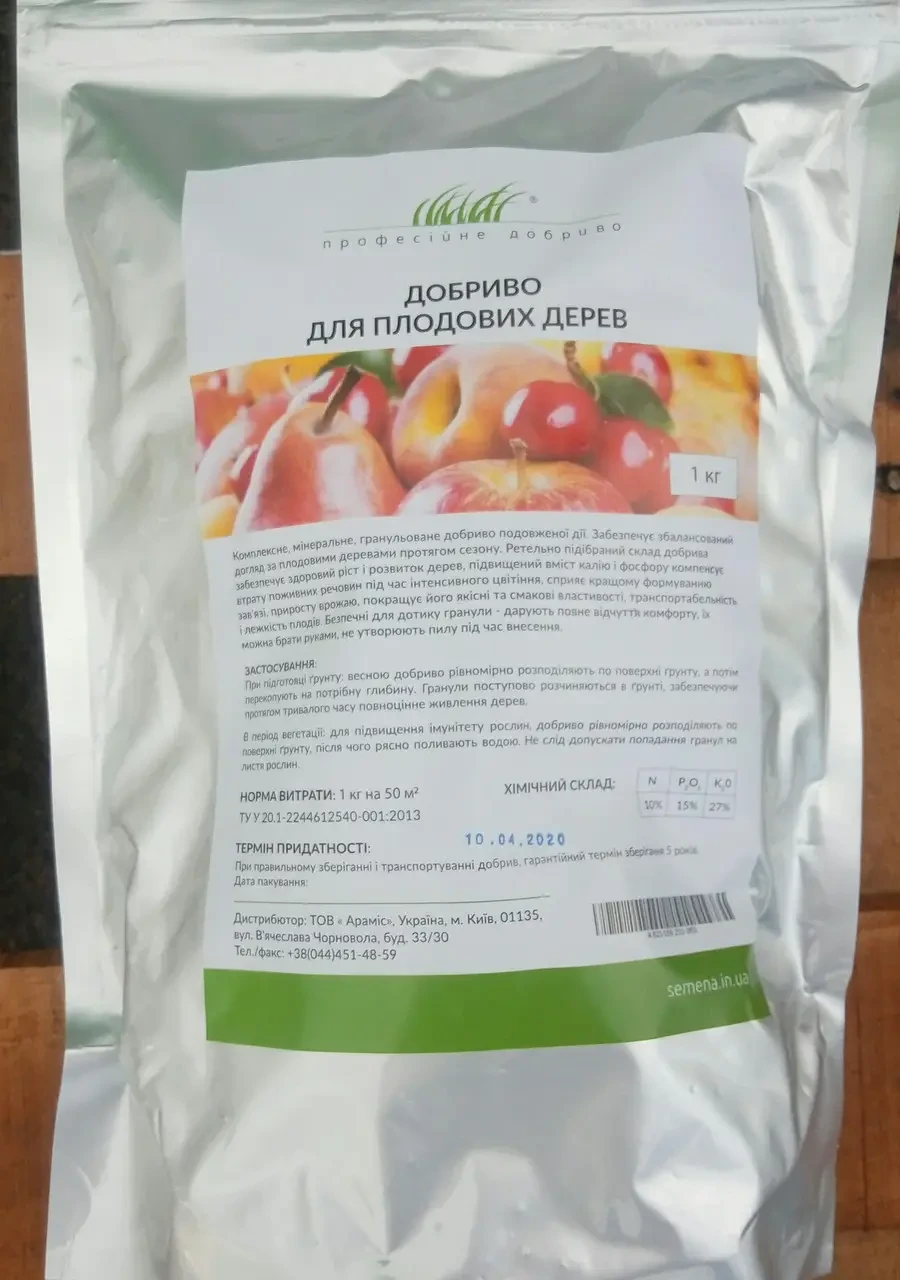 професійне добриво
ДОБРИВО
ДЛЯ ПЛОДОВИХ ДЕРЕВ
1 кг
Комплексне, мінеральне, гранульоване добриво подовженої дії. Забезпечує збалансований
догляд за плодовими деревами протягом сезону. Ретельно підібраний склад добрива
забезпечує здоровий ріст і розвиток дерев, підвищений вміст калію і фосфору компенсує
втрату поживних речовин під час інтенсивного цвітіння, сприяє кращому формуванню
зав'язі, приросту врожаю, покращує його якісні та смакові властивості, транспортабельність
і лежкість плодів. Безпечні для дотику гранули - дарують повне відчуття комфорту, їх
можна брати руками, не утворюють пилу під час внесення.
ЗАСТОСУВАННЯ:
При підготовці ґрунту: весною добриво рівномірно розподіляють по поверхні ґрунту, а потім
перекопують на потрібну глибину. Гранули поступово розчиняються в ґрунті, забезпечуючи
протягом тривалого часу повноцінне живлення дерев.
В період вегетації: для підвищення імунітету рослин, добриво рівномірно розподіляють по
поверхні ґрунту, після чого рясно поливають водою. Не слід допускати попадання гранул на
листя рослин.
НОРМА ВИТРАТИ: 1 кг на 50 м²
ТУ У 20.1-2244612540-001:2013
ХІМІЧНИЙ СКЛАД:
N P₂O₅ K₂O
10% 15% 27%
ТЕРМІН ПРИДАТНОСТІ:
10.04.2020
При правильному зберіганні і транспортуванні добрив, гарантійний термін зберігання 5 років
Дата пакування:
Дистрибютор: ТОВ « Араміс», Україна, м. Київ, 01135,
вул. В'ячеслава Чорновола, буд. 33/30
Тел./факс: +38(044)451-48-59
semena.in.ua